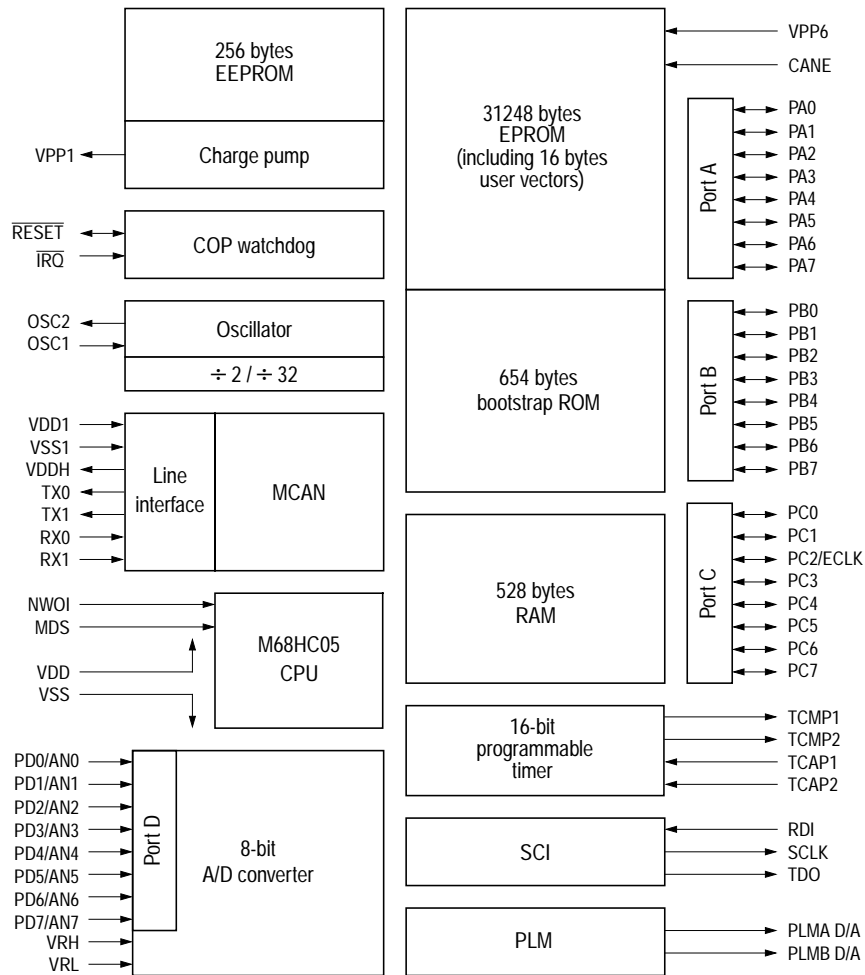 256 bytes
EEPROM
Charge pump
VPP1
RESET
IRQ
COP watchdog
OSC2
OSC1
Oscillator
÷ 2 / ÷ 32
VDD1
VSS1
VDDH
TX0
TX1
RX0
RX1
Line
interface
MCAN
NWOI
MDS
VDD
VSS
M68HC05
CPU
PD0/AN0
PD1/AN1
PD2/AN2
PD3/AN3
PD4/AN4
PD5/AN5
PD6/AN6
PD7/AN7
VRH
VRL
Port D
8-bit
A/D converter
31248 bytes
EPROM
(including 16 bytes
user vectors)
VPP6
CANE
654 bytes
bootstrap ROM
528 bytes
RAM
Port A
PA0
PA1
PA2
PA3
PA4
PA5
PA6
PA7
Port B
PB0
PB1
PB2
PB3
PB4
PB5
PB6
PB7
Port C
PC0
PC1
PC2/ECLK
PC3
PC4
PC5
PC6
PC7
16-bit
programmable
timer
TCMP1
TCMP2
TCAP1
TCAP2
SCI
RDI
SCLK
TDO
PLM
PLMA D/A
PLMB D/A